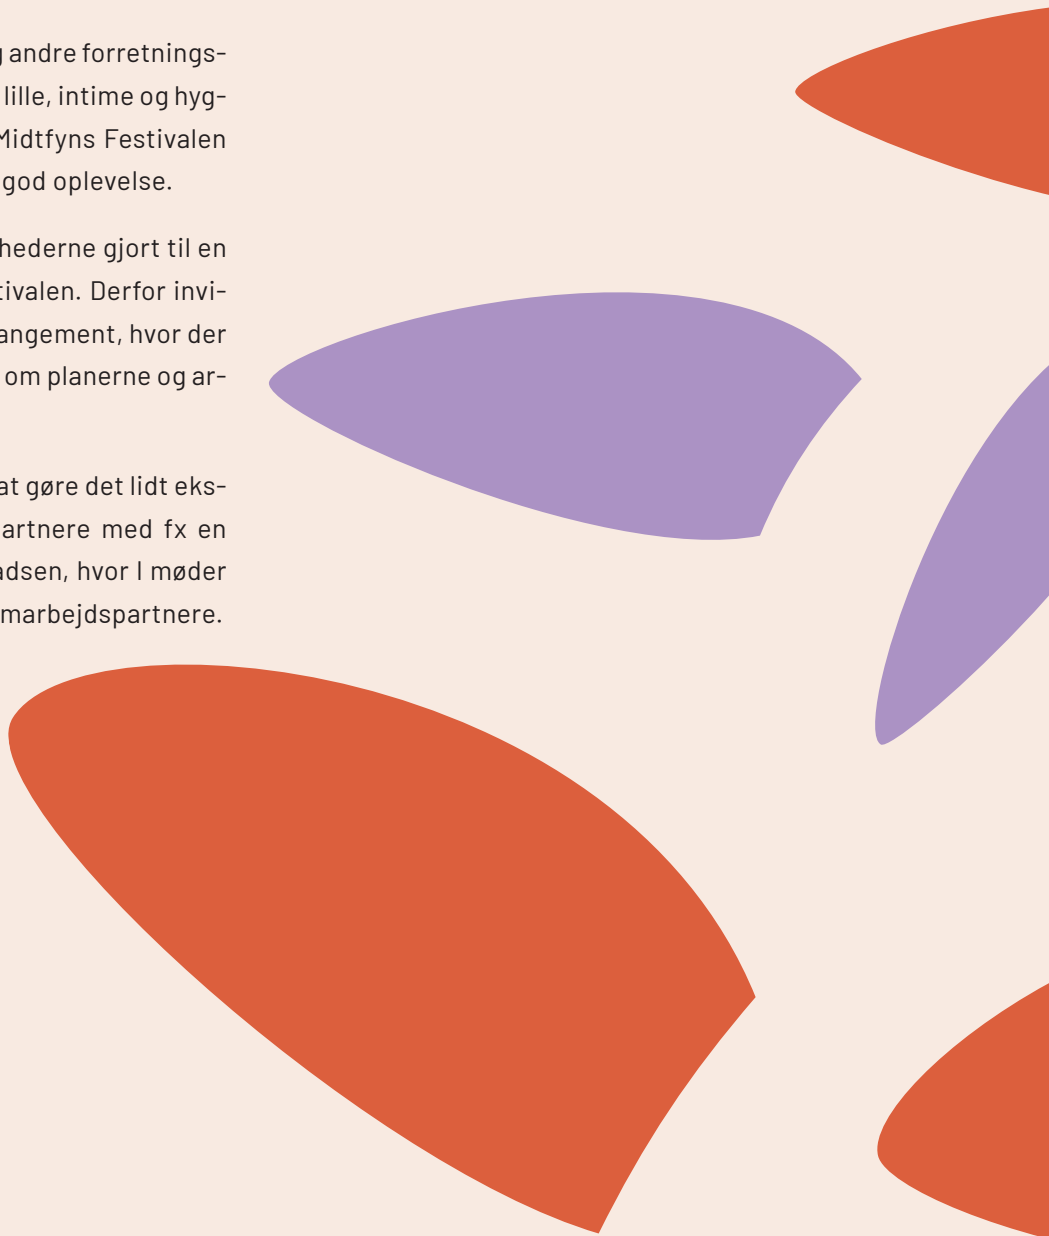 andre forretnings-
lille, intime og hyg-
Midtfyns Festivalen
god oplevelse.
hederne gjort til en
tivalen. Derfor invi-
angement, hvor der
om planerne og ar-
at gøre det lidt eks-
artnere med fx en
adsen, hvor I møder
marbejdspartnere.